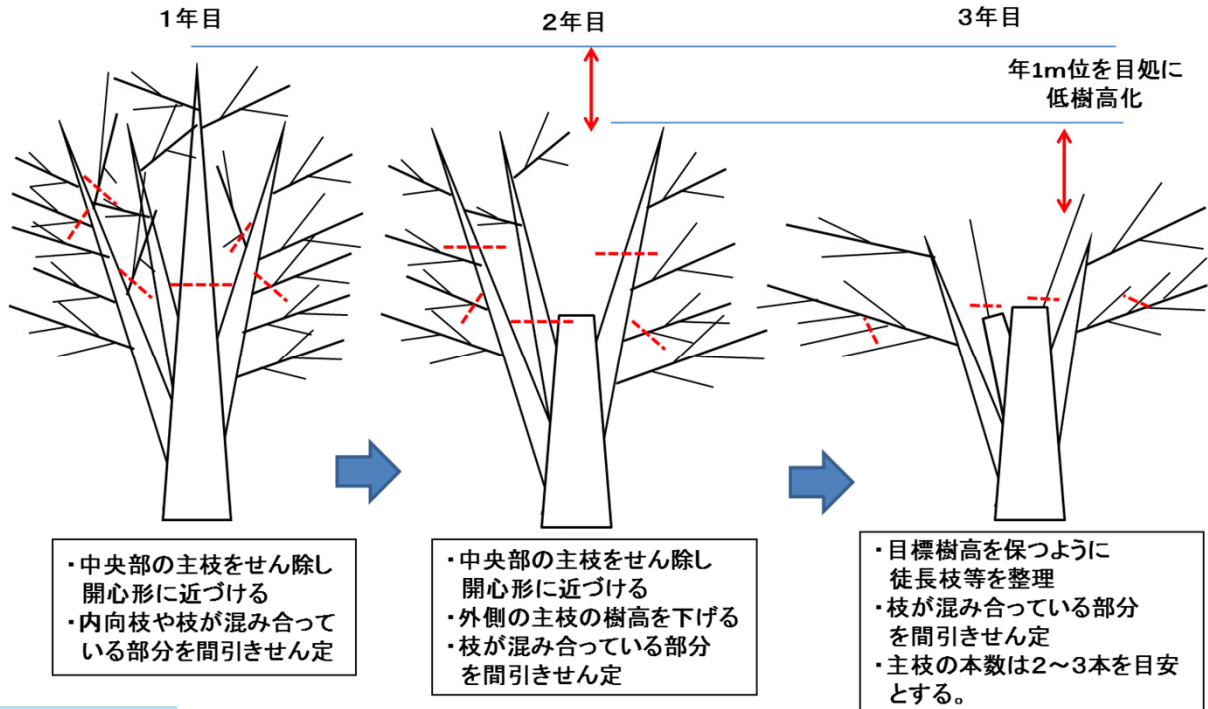 1年目
2年目
3年目
年1m位を目処に
低樹高化
・中央部の主枝をせん除し
開心形に近づける
・内向枝や枝が混み合って
いる部分を間引きせん定
・中央部の主枝をせん除し
開心形に近づける
・外側の主枝の樹高を下げる
・枝が混み合っている部分
を間引きせん定
・目標樹高を保つように
徒長枝等を整理
・枝が混み合っている部分
を間引きせん定
・主枝の本数は2～3本を目安
とする。